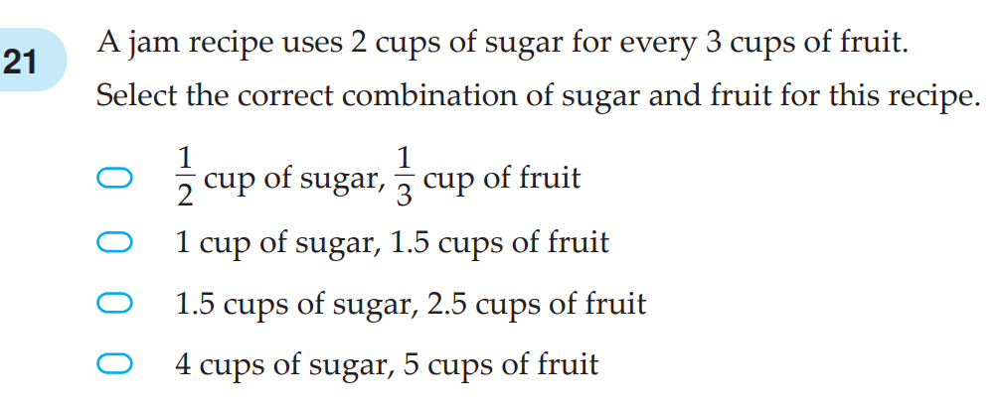 21
A jam recipe uses 2 cups of sugar for every 3 cups of fruit.
Select the correct combination of sugar and fruit for this recipe.
1/2 cup of sugar, 1/3 cup of fruit
1 cup of sugar, 1.5 cups of fruit
1.5 cups of sugar, 2.5 cups of fruit
4 cups of sugar, 5 cups of fruit